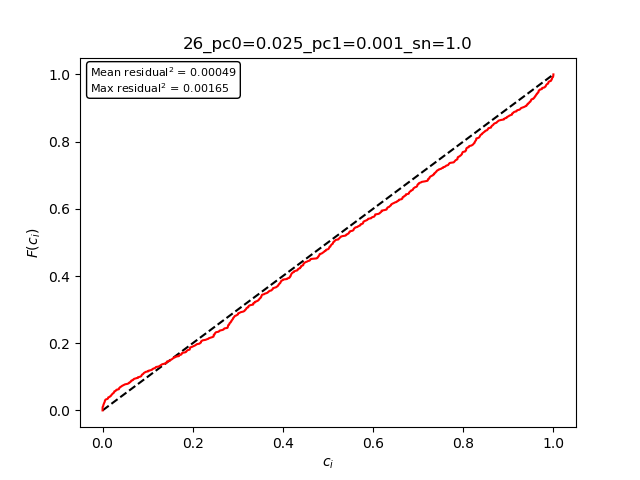 26_pc0=0.025_pc1=0.001_sn=1.0
Mean residual² = 0.00049
Max residual² = 0.00165
1.0
0.8
0.6
0.4
0.2
0.0
F(cᵢ)
0.0 0.2 0.4 0.6 0.8 1.0
cᵢ